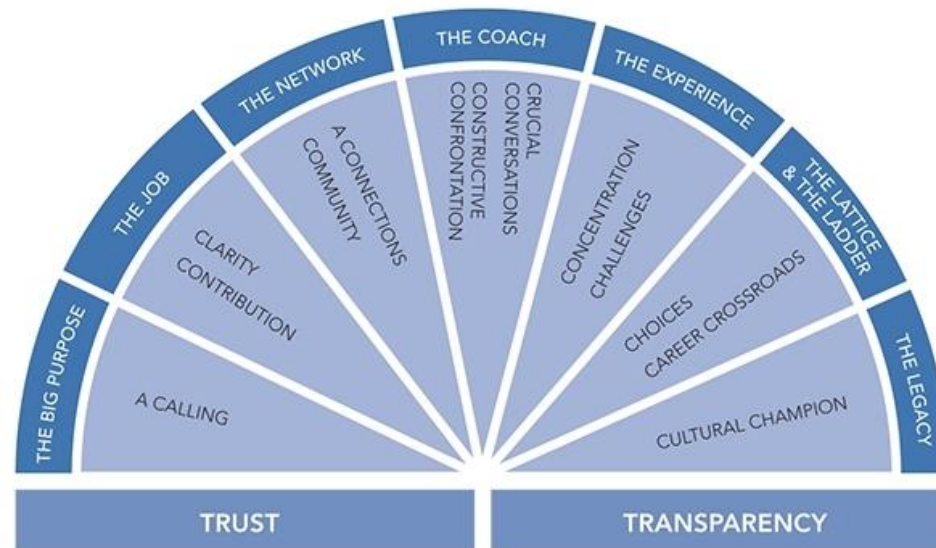 THE BIG PURPOSE
A CALLING
THE JOB
CLARITY
CONTRIBUTION
THE NETWORK
A CONNECTIONS
COMMUNITY
THE COACH
CRUCIAL
CONVERSATIONS
CONSTRUCTIVE
CONFRONTATION
THE EXPERIENCE
CONCENTRATION
CHALLENGES
THE LATTICE
& THE LADDER
CHOICES
CAREER CROSSROADS
THE LEGACY
CULTURAL CHAMPION
TRUST
TRANSPARENCY